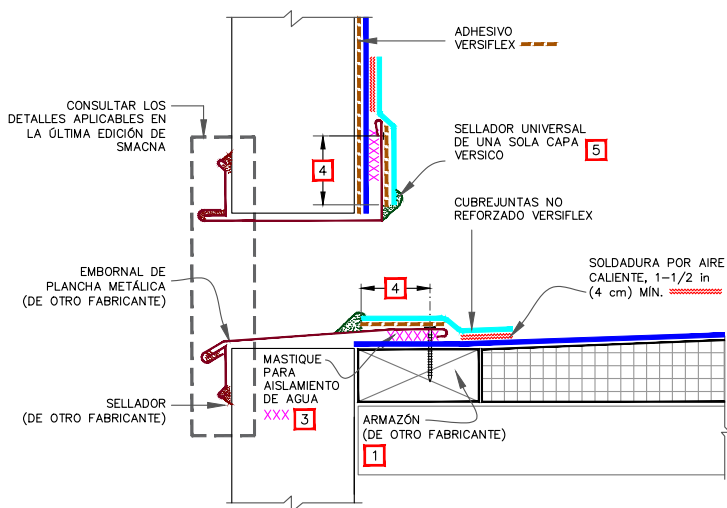 ADHESIVO
VERSIFLEX
CONSULTAR LOS
DETALLES APLICABLES EN
LA ÚLTIMA EDICIÓN DE
SMACNA
4
SELLADOR UNIVERSAL
DE UNA SOLA CAPA
VERSICO
5
CUBREJUNTAS NO
REFORZADO VERSIFLEX
SOLDADURA POR AIRE
CALIENTE, 1-1/2 in
(4 cm) MÍN.
EMBORNAL DE
PLANCHA METÁLICA
(DE OTRO FABRICANTE)
4
MASTIQUE
PARA
AISLAMIENTO
DE AGUA
XXX 3
SELLADOR
(DE OTRO FABRICANTE)
ARMAZÓN
(DE OTRO FABRICANTE)
1